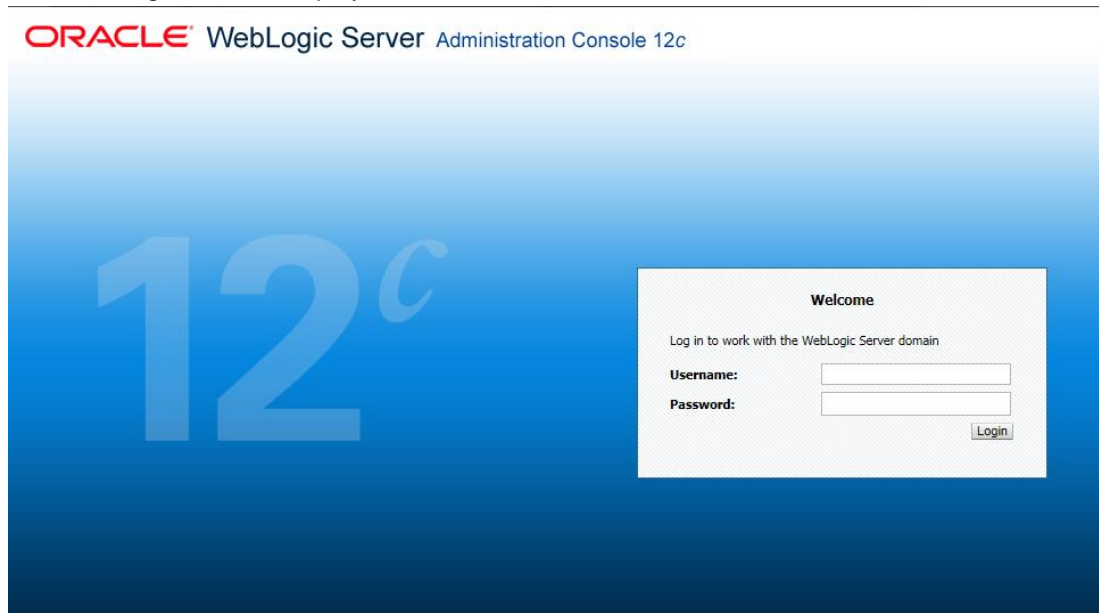 ORACLE WebLogic Server Administration Console 12c
12c
Welcome
Log in to work with the WebLogic Server domain
Username:
Password:
Login